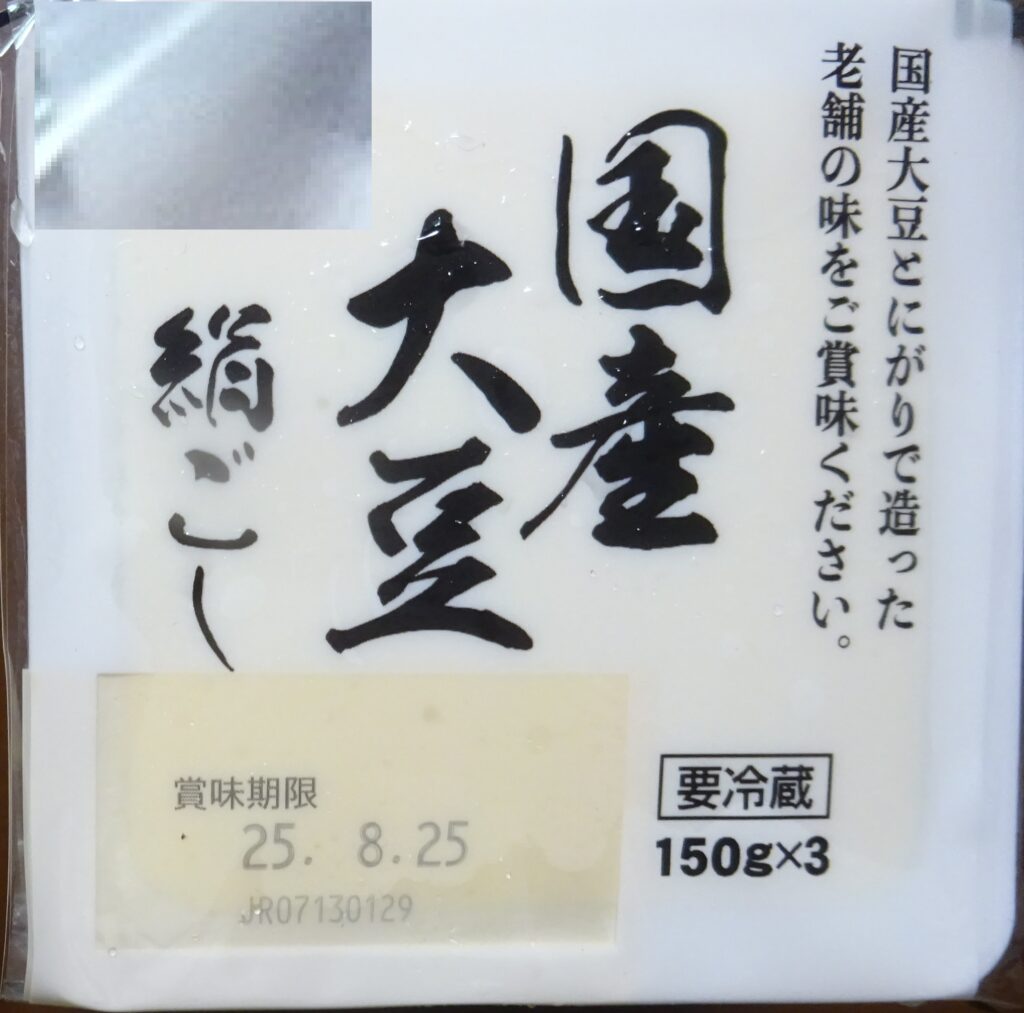 国産大豆とにがりで造った
老舗の味をご賞味ください。
国産
大豆
絹ごし
要冷蔵
150g×3
賞味期限
25. 8.25
JR07130129